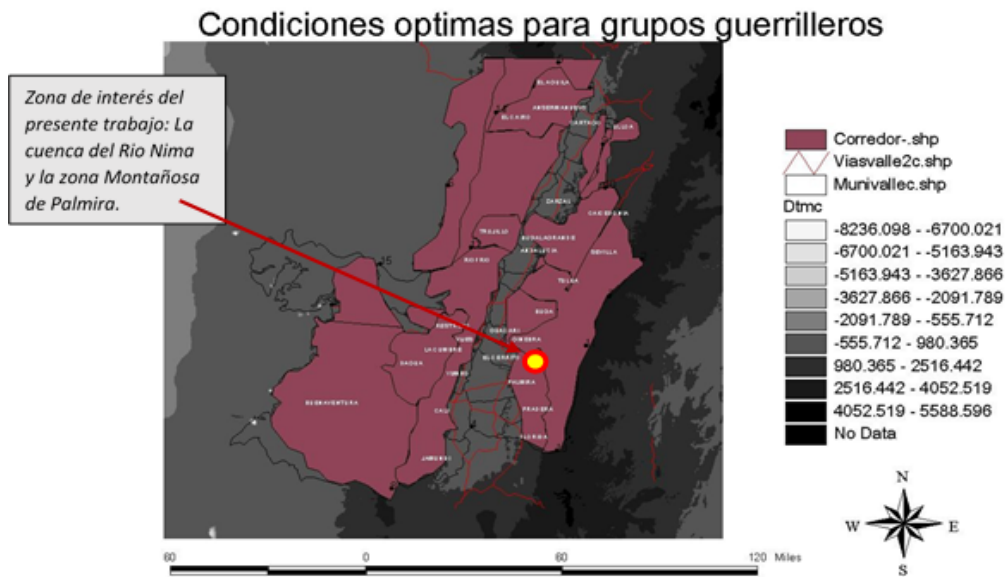 Condiciones optimas para grupos guerrilleros
Zona de interés del
presente trabajo: La
cuenca del Rio Nima
y la zona Montañosa
de Palmira.
EL AGUILA
ANSERMANUEVO
EL CAIRO
CARTAGO
ULLOA
ZARZAL
CAICEDONIA
TRUJILLO
BUGALAGRANDE
ANDALUCIA
SEVILLA
RIOFRIO
TULUA
BUGA
GUACARI
GINEBRA
YOTOCO
LA CUMBRE
EL CERRITO
DAGUA
YUMBO
PALMIRA
BUENAVENTURA
CALI
PRADERA
FLORIDA
JAMUNDI
Corredor-.shp
Viasvalle2c.shp
Munivallec.shp
Dtmc
-8236.098 - -6700.021
-6700.021 - -5163.943
-5163.943 - -3627.866
-3627.866 - -2091.789
-2091.789 - -555.712
-555.712 - 980.365
980.365 - 2516.442
2516.442 - 4052.519
4052.519 - 5588.596
No Data
N
W E
S
60 0 60 120 Miles